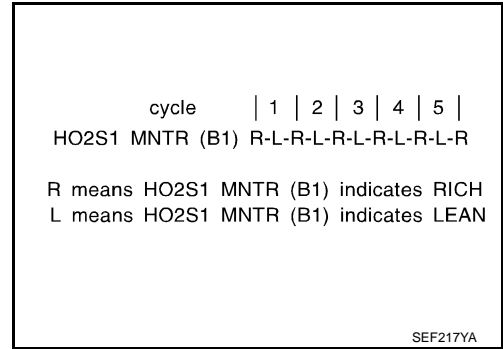 cycle | 1 | 2 | 3 | 4 | 5 |
HO2S1 MNTR (B1) R-L-R-L-R-L-R-L-R-L-R
R means HO2S1 MNTR (B1) indicates RICH
L means HO2S1 MNTR (B1) indicates LEAN
SEF217YA